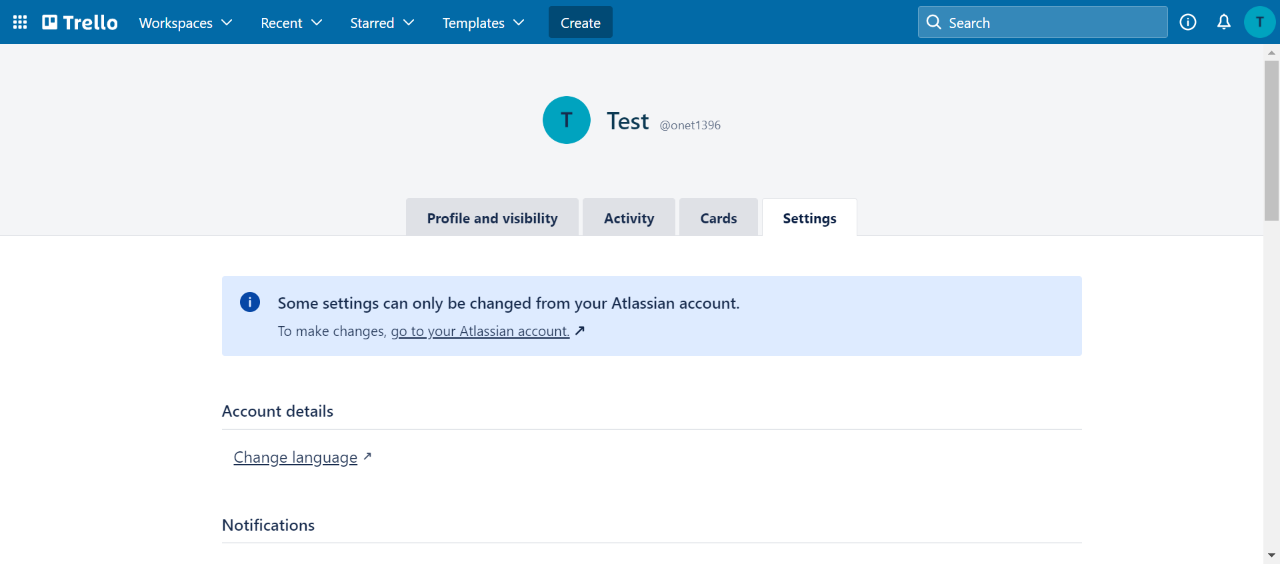 Trello Workspaces Recent Starred Templates Create Search T
T Test @onet1396
Profile and visibility Activity Cards Settings
Some settings can only be changed from your Atlassian account.
To make changes, go to your Atlassian account.
Account details
Change language
Notifications